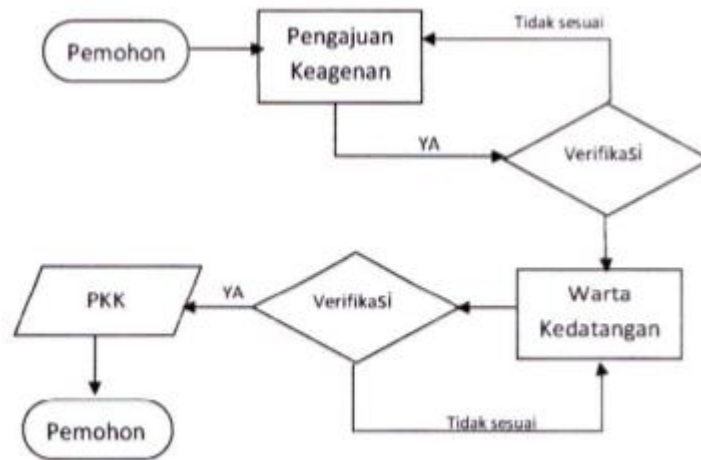 Tidak sesuai
Pemohon
Pengajuan
Keagenan
YA
Verifikasi
PKK
YA
Verifikasi
Warta
Kedatangan
Tidak sesuai
Pemohon